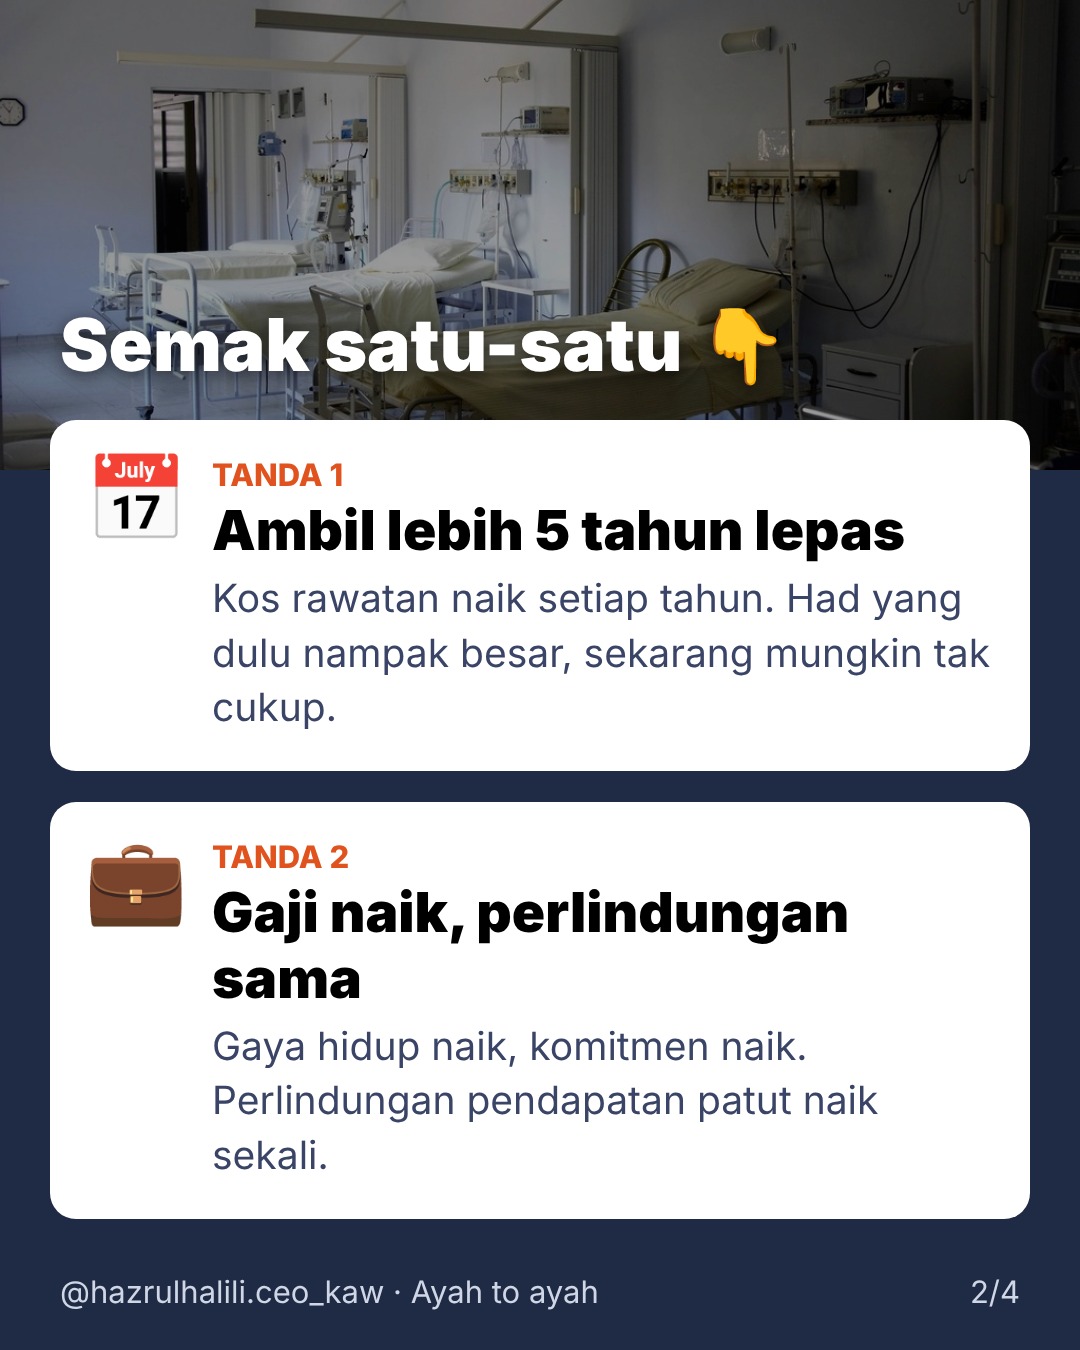 Semak satu-satu 👇
July
17
TANDA 1
Ambil lebih 5 tahun lepas
Kos rawatan naik setiap tahun. Had yang
dulu nampak besar, sekarang mungkin tak
cukup.
TANDA 2
Gaji naik, perlindungan
sama
Gaya hidup naik, komitmen naik.
Perlindungan pendapatan patut naik
sekali.
@hazrulhalili.ceo_kaw · Ayah to ayah
2/4